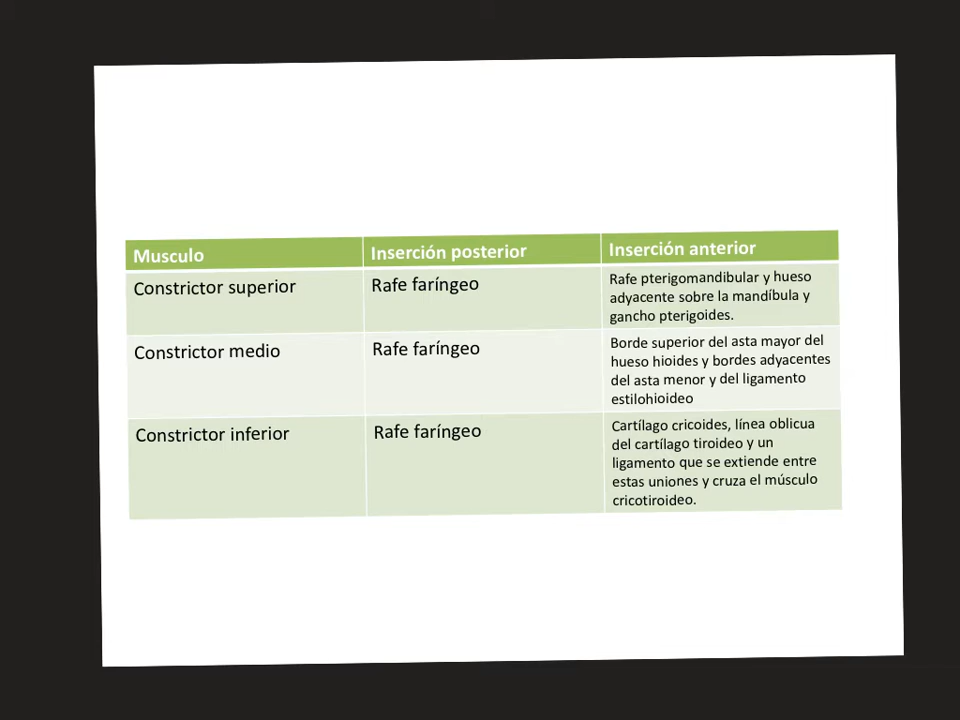 Musculo
Inserción posterior
Inserción anterior
Constrictor superior
Rafe faríngeo
Rafe pterigomandibular y hueso
adyacente sobre la mandíbula y
gancho pterigoides.
Constrictor medio
Rafe faríngeo
Borde superior del asta mayor del
hueso hioides y bordes adyacentes
del asta menor y del ligamento
estilohioideo
Constrictor inferior
Rafe faríngeo
Cartílago cricoides, línea oblicua
del cartílago tiroideo y un
ligamento que se extiende entre
estas uniones y cruza el músculo
cricotiroideo.